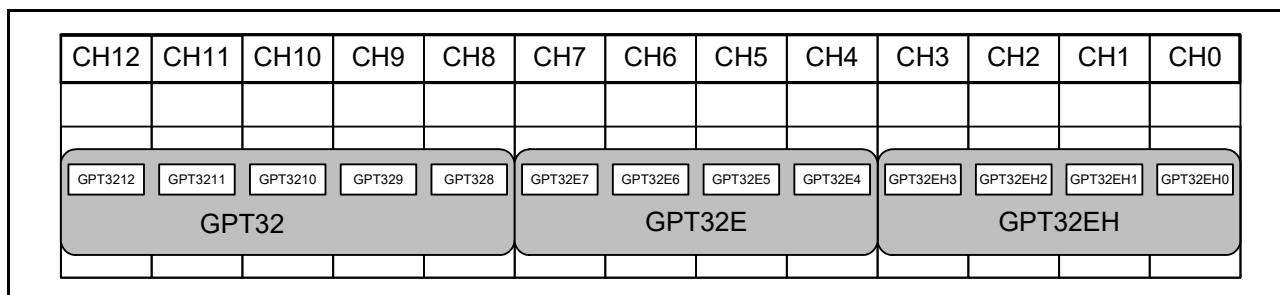 CH12 CH11 CH10 CH9 CH8 CH7 CH6 CH5 CH4 CH3 CH2 CH1 CH0
GPT3212 GPT3211 GPT3210 GPT329 GPT328 GPT32E7 GPT32E6 GPT32E5 GPT32E4 GPT32EH3 GPT32EH2 GPT32EH1 GPT32EH0
GPT32 GPT32E GPT32EH